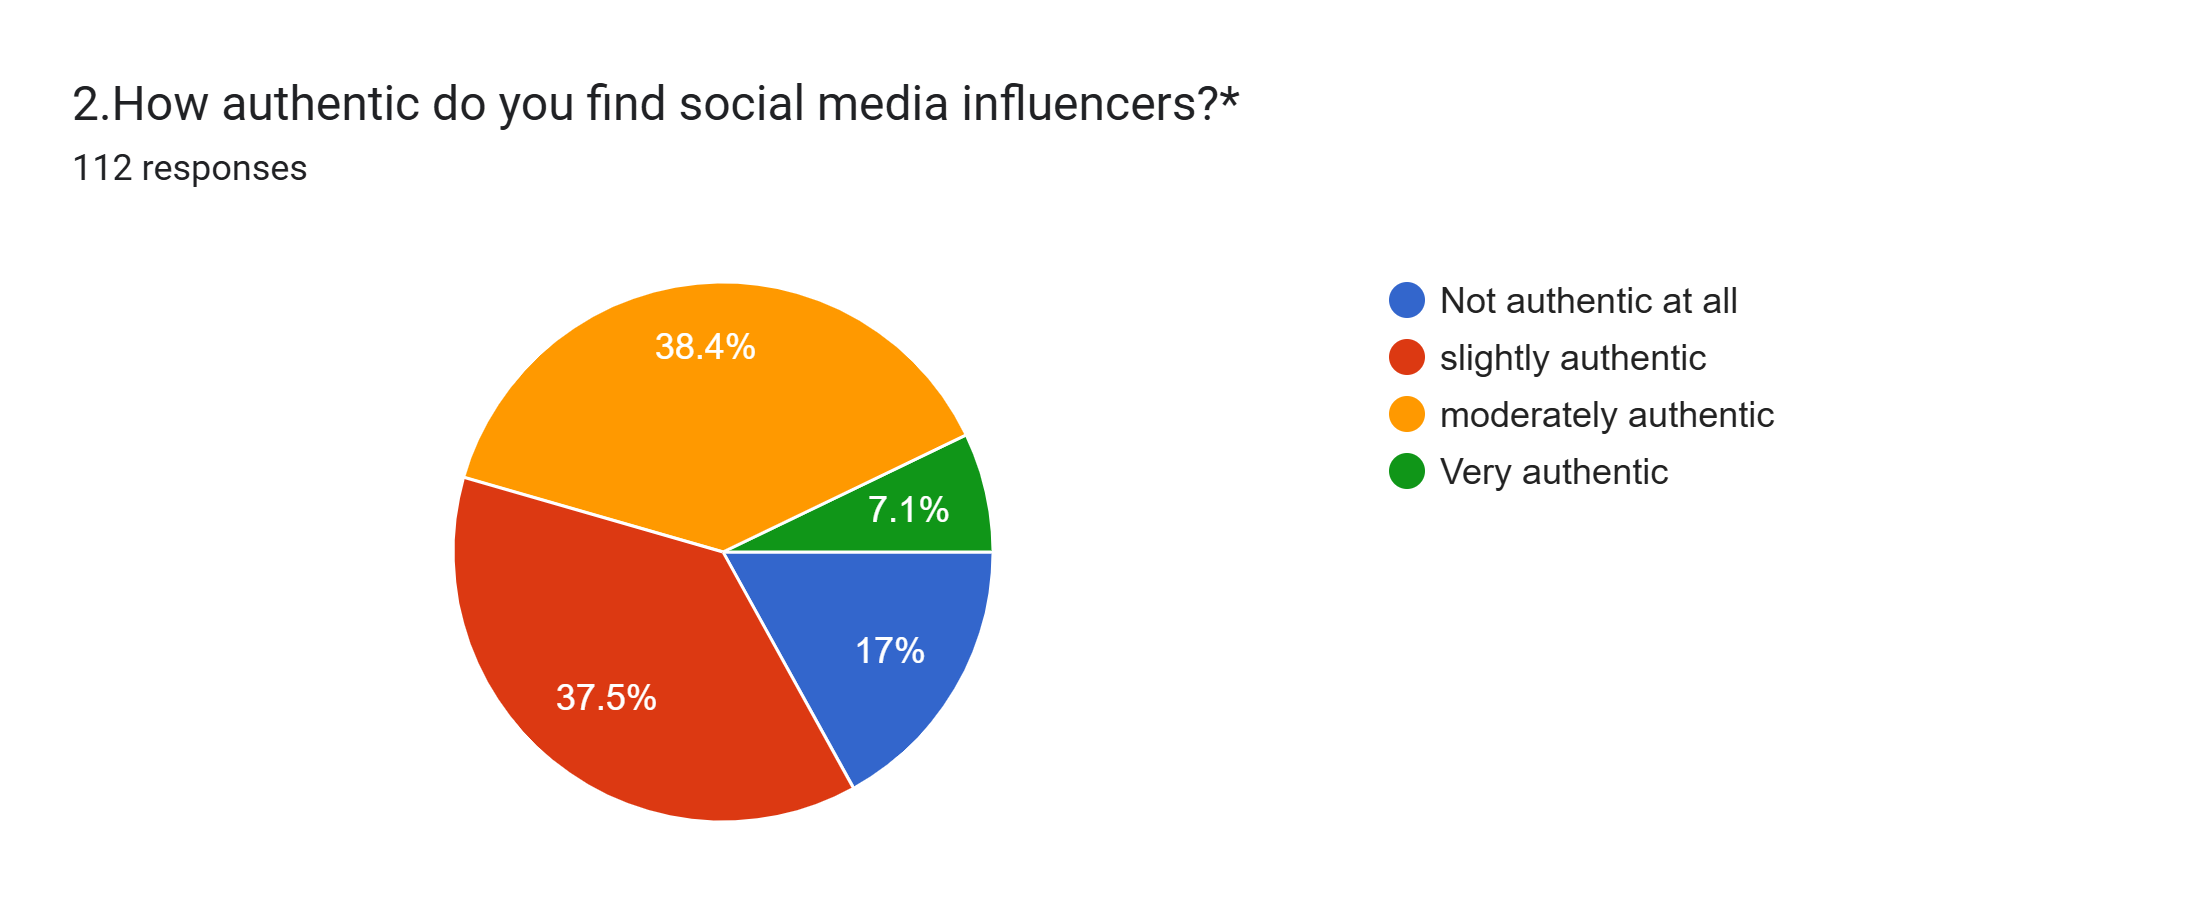 2.How authentic do you find social media influencers?*
112 responses
38.4%
7.1%
17%
37.5%
Not authentic at all
slightly authentic
moderately authentic
Very authentic